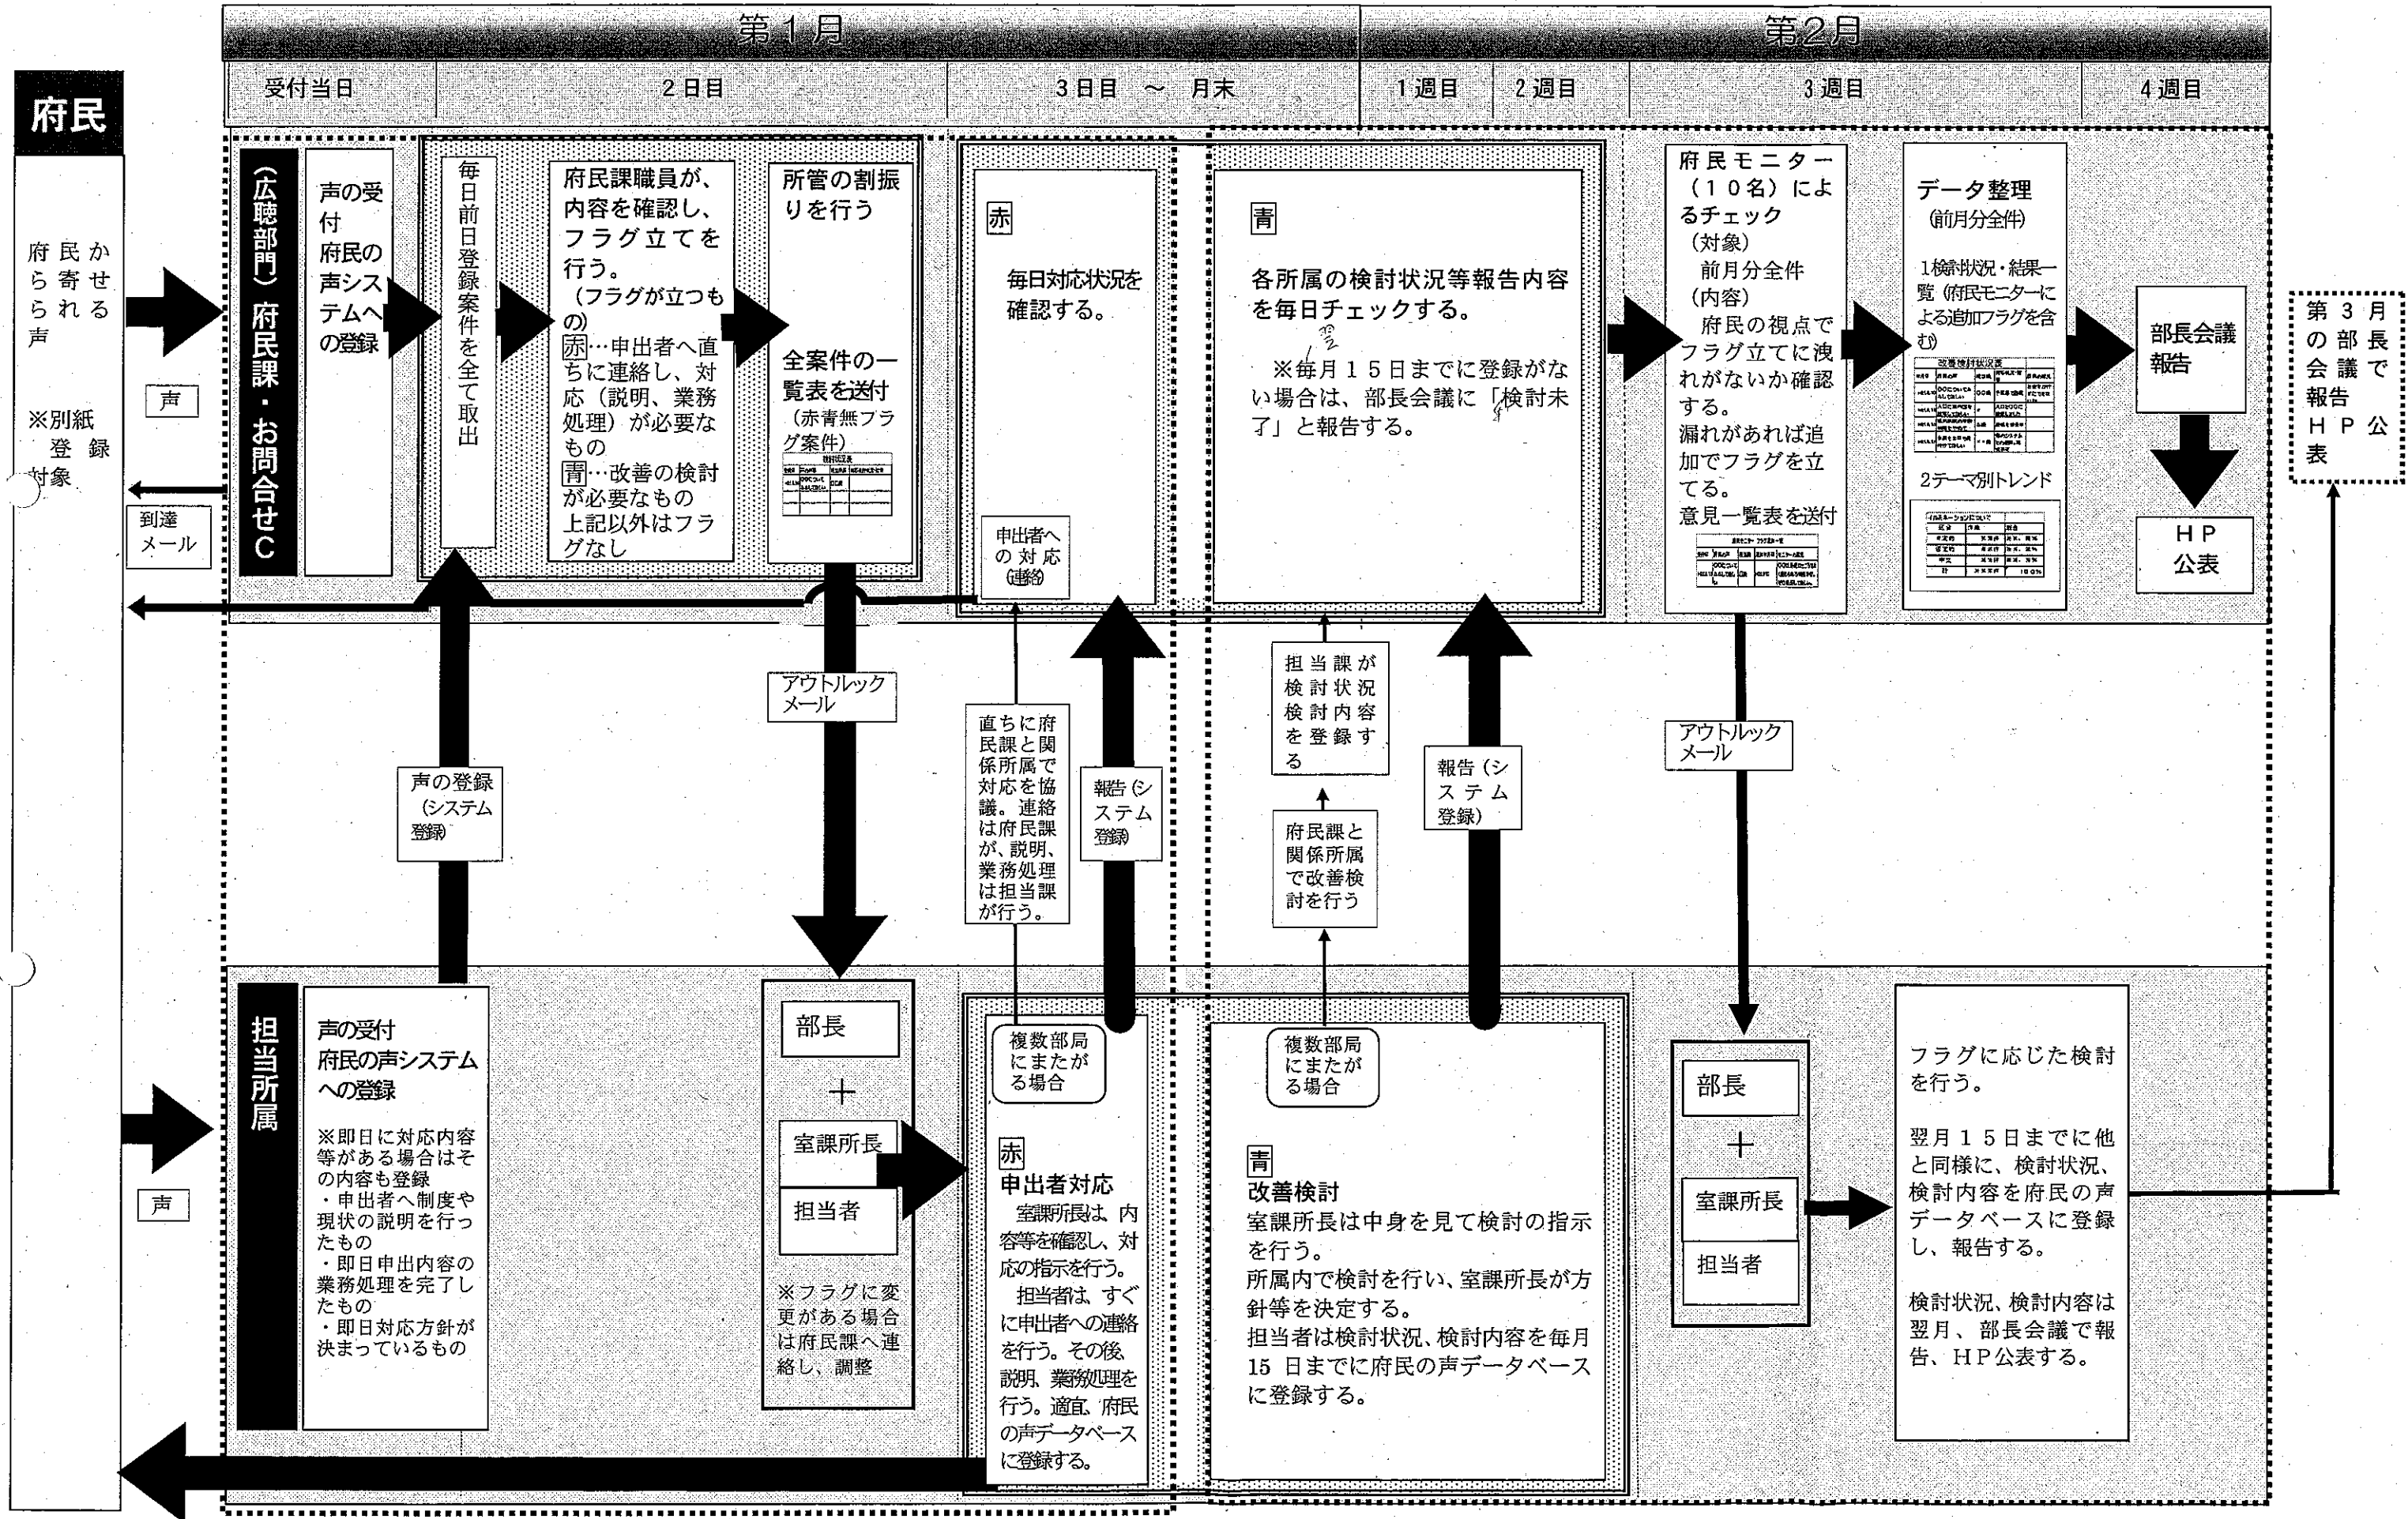 第１月
第２月
受付当日
２日目
３日目　～　月末
１週目
２週目
３週目
４週目
府民
府民か
ら寄せ
られる
声
※別紙
登録
対象
声
到達
メール
声
（広聴部門）府民課・お問合せＣ
声の受
付
府民の
声シス
テムへ
の登録
毎日前日登録案件を全て取出
府民課職員が、
内容を確認し、
フラグ立てを
行う。
（フラグが立つも
の）
赤…申出者へ直
ちに連絡し、対
応（説明、業務
処理）が必要な
もの
青…改善の検討
が必要なもの
上記以外はフラ
グなし
所管の割振
りを行う
全案件の一
覧表を送付
（赤青無フラ
グ案件）
検討状況表
赤
毎日対応状況を
確認する。
申出者へ
の対応
（連絡）
青
各所属の検討状況等報告内容
を毎日チェックする。
翌
※毎月１５日までに登録がな
い場合は、部長会議に「検討未
了」と報告する。
府民モニター
（１０名）によ
るチェック
（対象）
前月分全件
（内容）
府民の視点で
フラグ立てに洩
れがないか確認
する。
漏れがあれば追
加でフラグを立
てる。
意見一覧表を送付
データ整理
（前月分全件）
1検討状況・結果一
覧（府民モニターに
よる追加フラグを含
む）
改善検討状況表
2テーマ別トレンド
部長会議
報告
ＨＰ
公表
第３月
の部長
会議で
報告
ＨＰ公
表
声の登録
（システム
登録）
アウトルック
メール
直ちに府
民課と関
係所属で
対応を協
議。連絡
は府民課
が、説明、
業務処理
は担当課
が行う。
報告（シ
ステム
登録）
担当課が
検討状況
検討内容
を登録す
る
府民課と
関係所属
で改善検
討を行う
報告（シ
ステム
登録）
アウトルック
メール
担当所属
声の受付
府民の声システム
への登録
※即日に対応内容
等がある場合はそ
の内容も登録
・申出者へ制度や
現状の説明を行っ
たもの
・即日申出内容の
業務処理を完了し
たもの
・即日対応方針が
決まっているもの
部長
＋
室課所長
担当者
※フラグに変
更がある場合
は府民課へ連
絡し、調整
複数部局
にまたが
る場合
赤
申出者対応
室課所長は、内
容等を確認し、対
応の指示を行う。
担当者は、すぐ
に申出者への連絡
を行う。その後、
説明、業務処理を
行う。適宜、府民
の声データベース
に登録する。
複数部局
にまたが
る場合
青
改善検討
室課所長は中身を見て検討の指示
を行う。
所属内で検討を行い、室課所長が方
針等を決定する。
担当者は検討状況、検討内容を毎月
15 日までに府民の声データベース
に登録する。
部長
＋
室課所長
担当者
フラグに応じた検討
を行う。
翌月１５日までに他
と同様に、検討状況、
検討内容を府民の声
データベースに登録
し、報告する。
検討状況、検討内容は
翌月、部長会議で報
告、ＨＰ公表する。